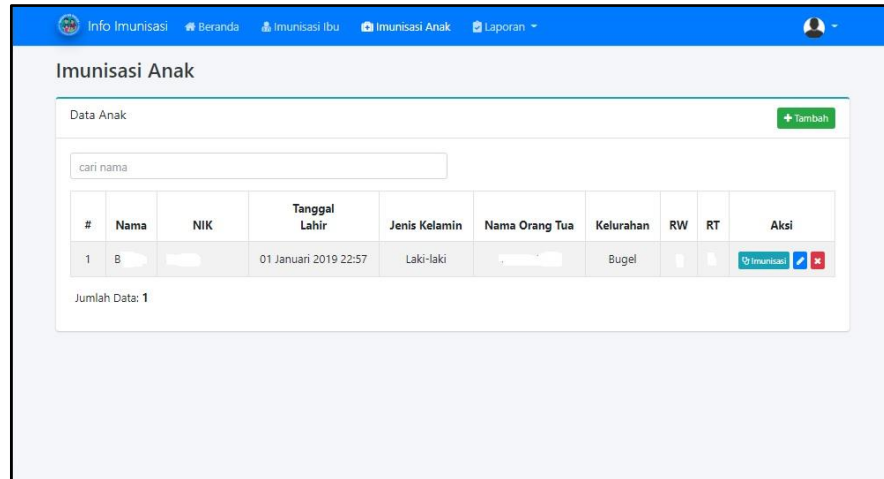 Info Imunisasi Beranda Imunisasi Ibu Imunisasi Anak Laporan
Imunisasi Anak
Data Anak
Tambah
cari nama
# Nama NIK Tanggal Lahir Jenis Kelamin Nama Orang Tua Kelurahan RW RT Aksi
1 B 01 Januari 2019 22:57 Laki-laki Bugel Imunisasi
Jumlah Data: 1